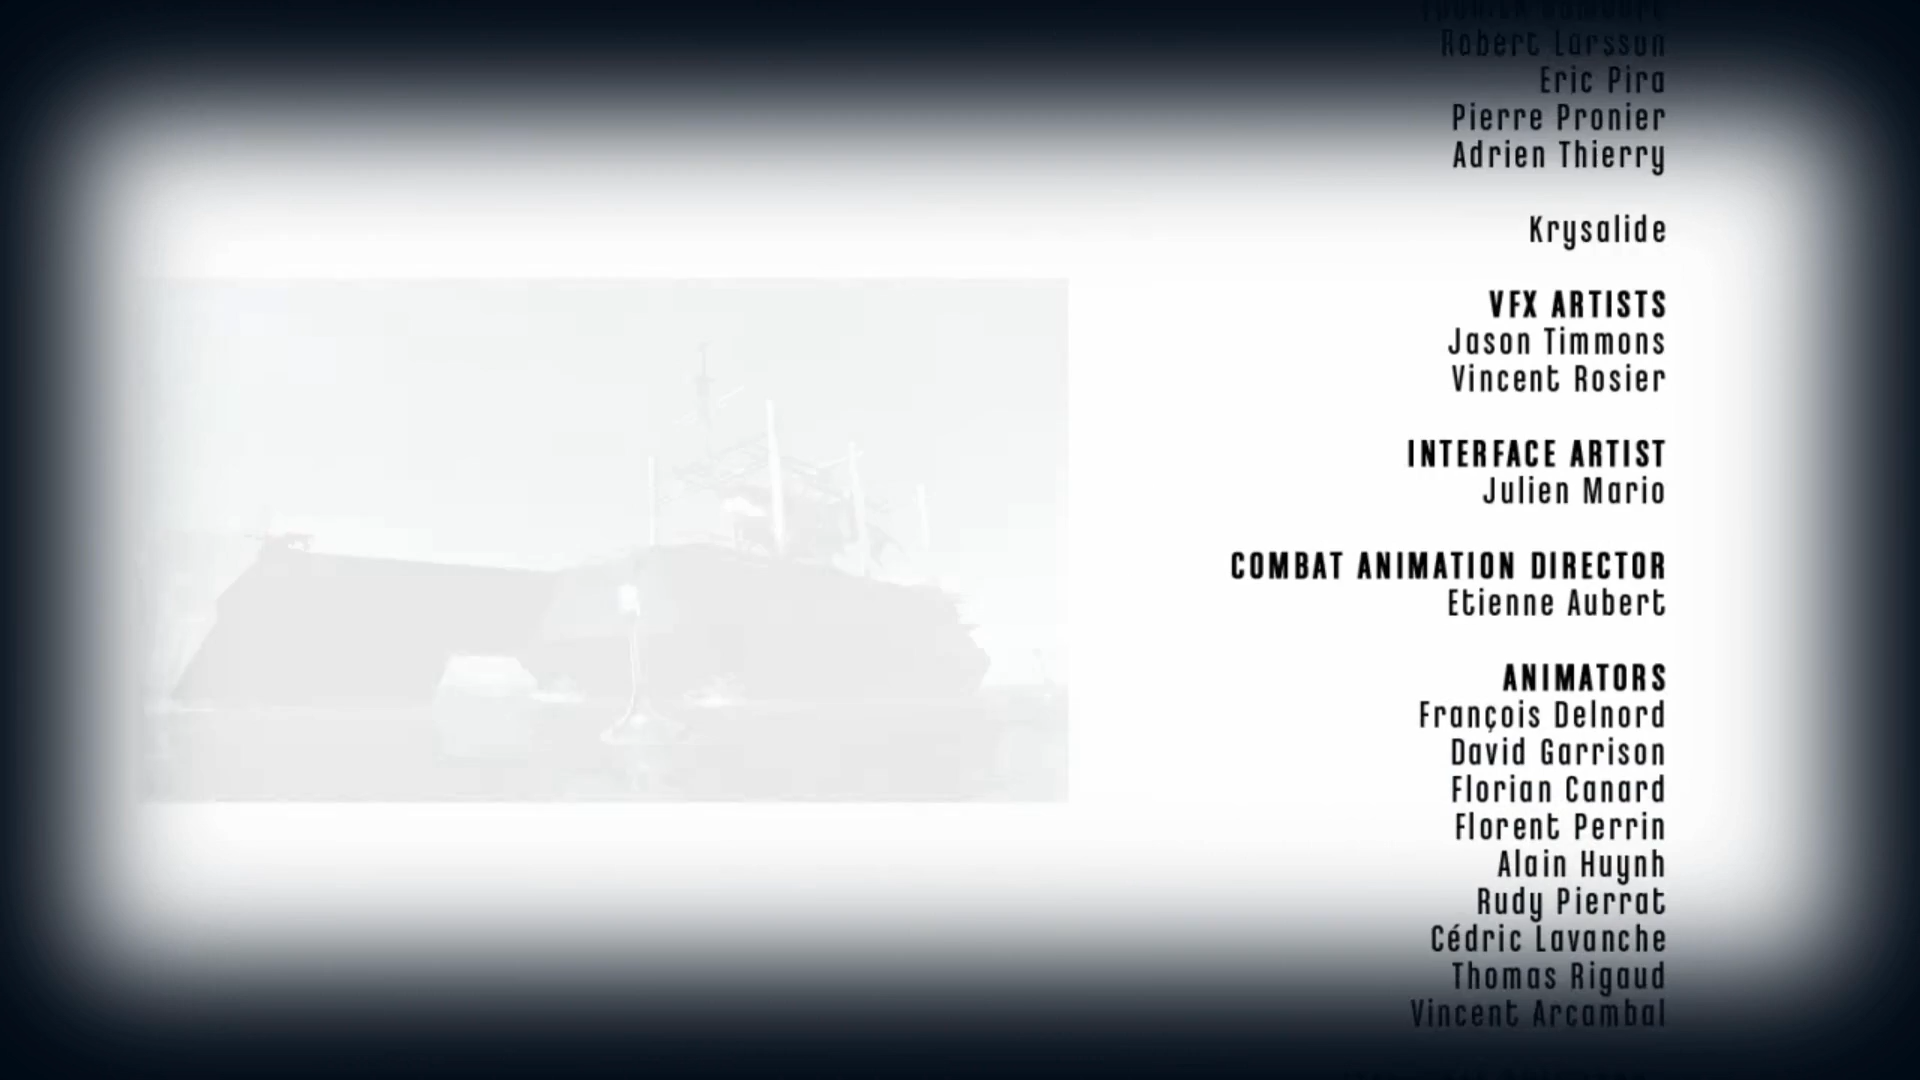 Robert Larsson
Eric Pira
Pierre Pronier
Adrien Thierry
Krysalide
VFX ARTISTS
Jason Timmons
Vincent Rosier
INTERFACE ARTIST
Julien Mario
COMBAT ANIMATION DIRECTOR
Etienne Aubert
ANIMATORS
François Delnord
David Garrison
Florian Canard
Florent Perrin
Alain Huynh
Rudy Pierrat
Cédric Lavanche
Thomas Rigaud
Vincent Arcambal